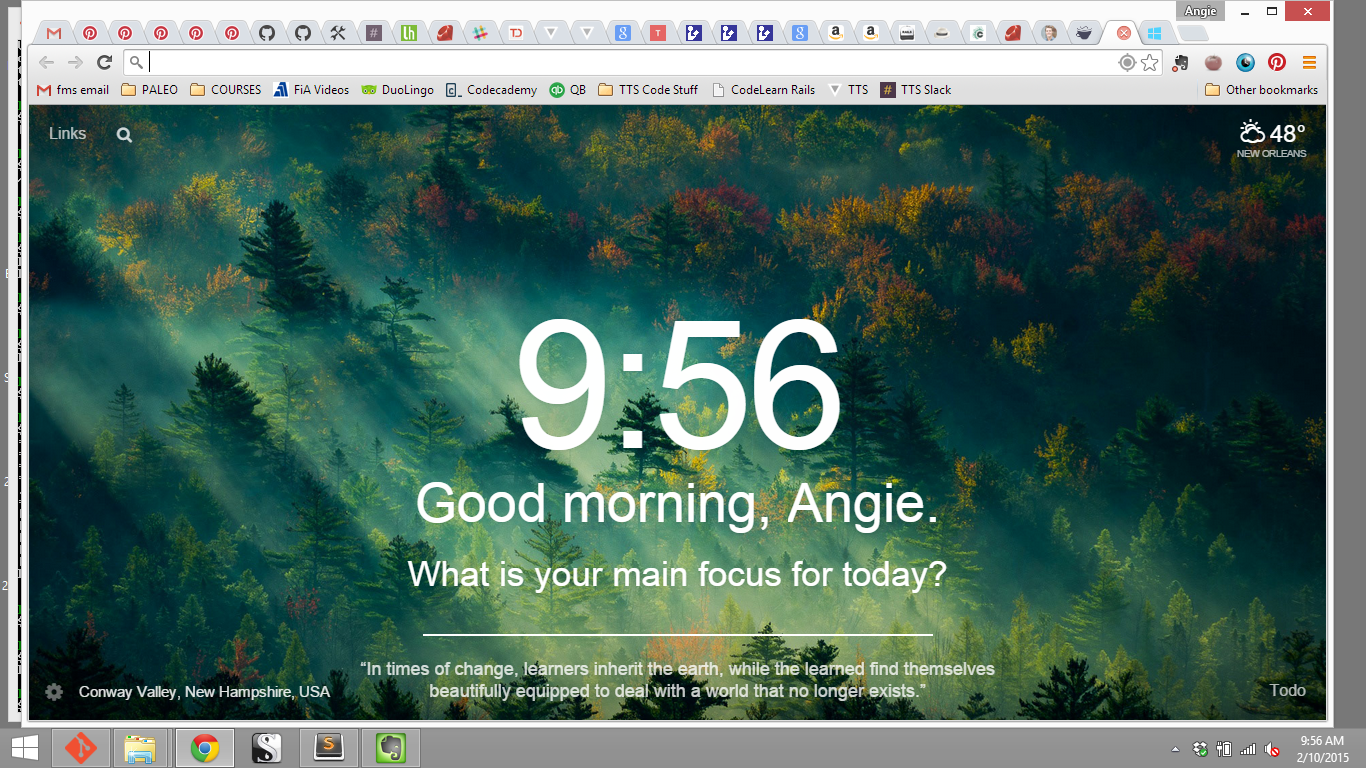 Angie
fms email PALEO COURSES FiA Videos DuoLingo Codecademy QB TTS Code Stuff CodeLearn Rails TTS TTS Slack Other bookmarks
Links
48°
NEW ORLEANS
9:56
Good morning, Angie.
What is your main focus for today?
“In times of change, learners inherit the earth, while the learned find themselves
beautifully equipped to deal with a world that no longer exists.”
Conway Valley, New Hampshire, USA
Todo
9:56 AM
2/10/2015